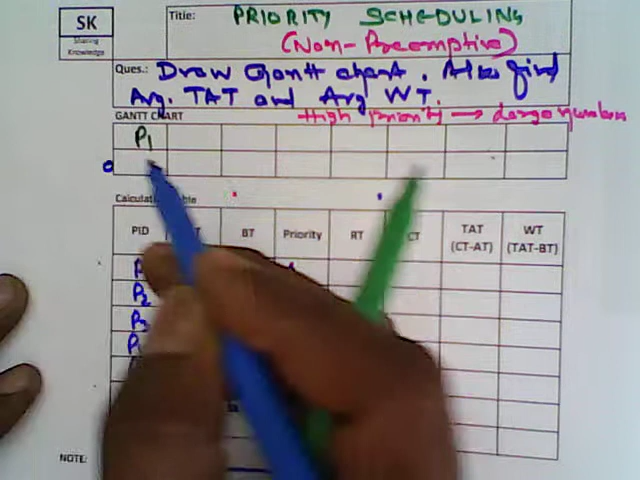 SK
Sharing
Knowledge
Title: PRIORITY SCHEDULING
(Non-Preemptive)
Ques.: Draw Gantt chart. Also find
Avg. TAT and Avg WT.
High priority → Large number
GANTT CHART
P1
0
PID BT Priority RT CT TAT (CT-AT) WT (TAT-BT)
P2
P3
NOTE: